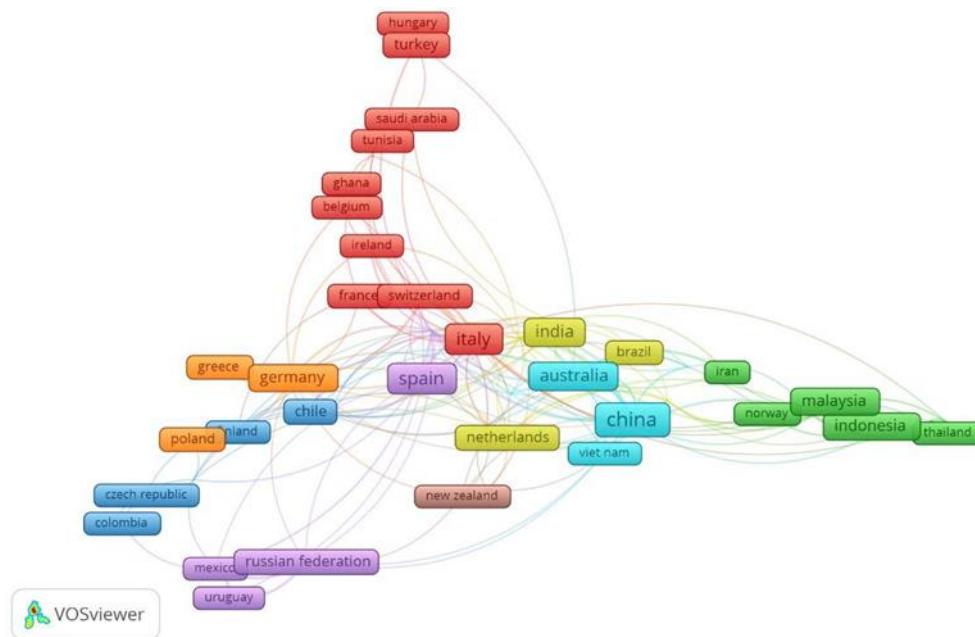 hungary
turkey
saudi arabia
tunisia
ghana
belgium
ireland
france
switzerland
italy
india
brazil
greece
germany
spain
australia
iran
chile
china
malaysia
norway
poland
finland
netherlands
indonesia
thailand
viet nam
czech republic
new zealand
colombia
mexico
russian federation
uruguay
VOSviewer